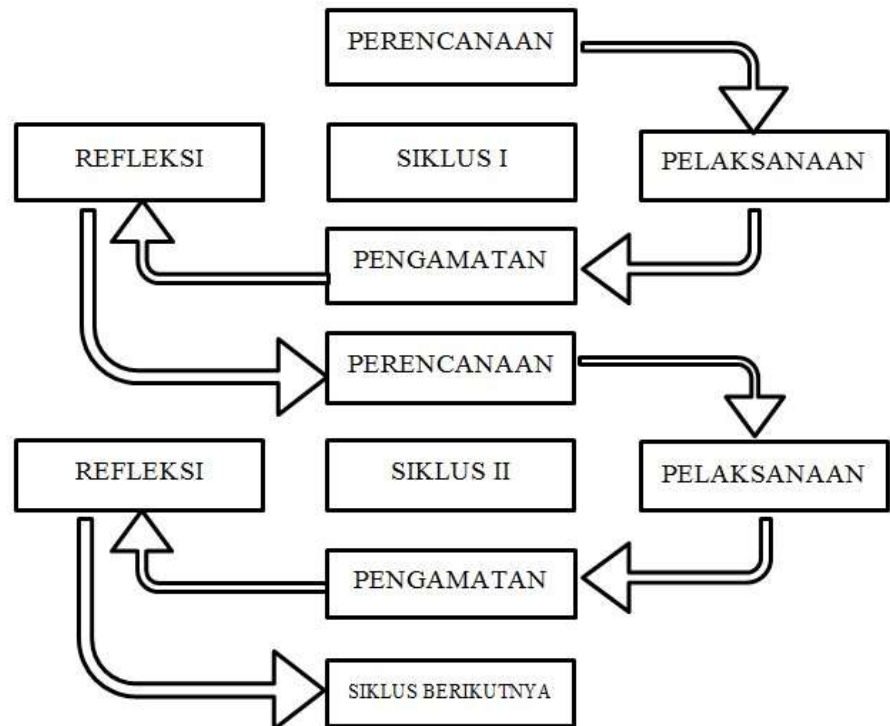 PERENCANAAN
REFLEKSI
SIKLUS I
PELAKSANAAN
PENGAMATAN
PERENCANAAN
REFLEKSI
SIKLUS II
PELAKSANAAN
PENGAMATAN
SIKLUS BERIKUTNYA